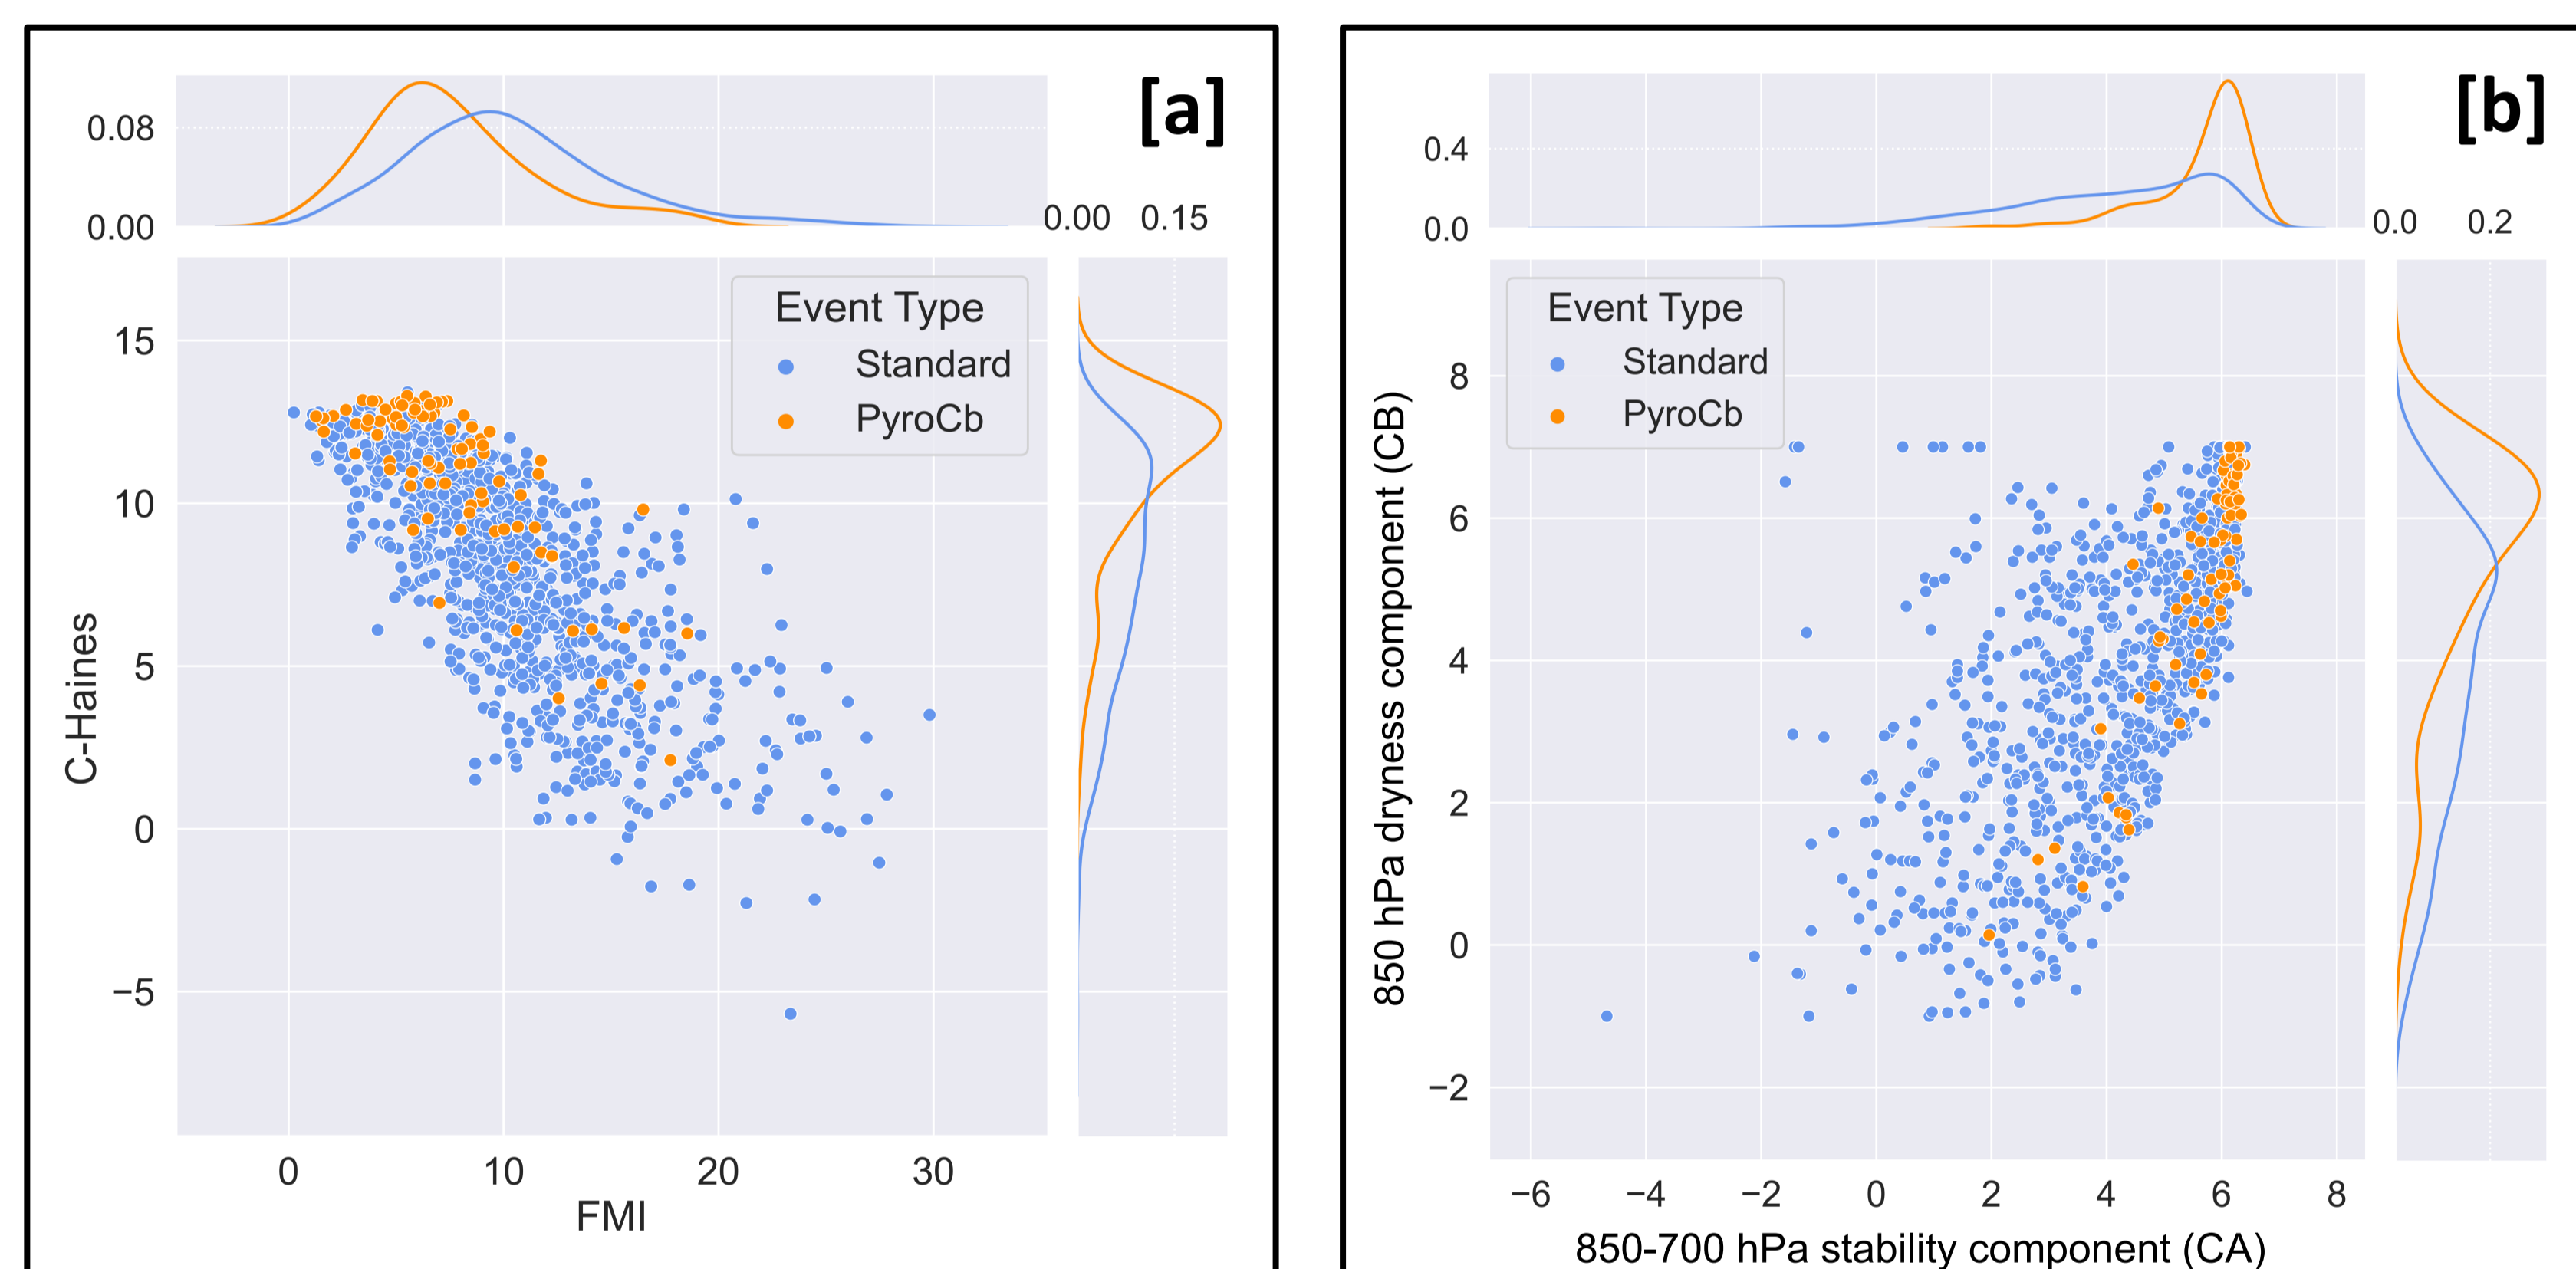 [a]
0.08
0.00
0.00 0.15
Event Type
Standard
PyroCb
15
10
5
0
−5
C-Haines
0 10 20 30
FMI
[b]
0.4
0.0
0.0 0.2
Event Type
Standard
PyroCb
8
6
4
2
0
−2
850 hPa dryness component (CB)
−6 −4 −2 0 2 4 6 8
850-700 hPa stability component (CA)